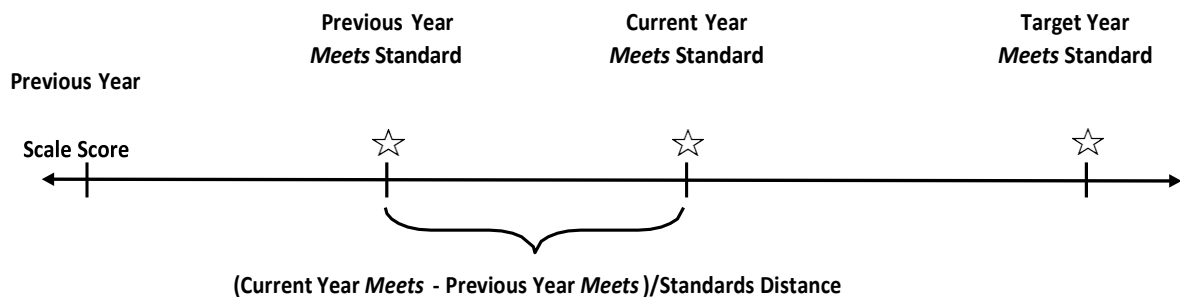 Previous Year
Meets Standard
Current Year
Meets Standard
Target Year
Meets Standard
Previous Year
Scale Score
(Current Year Meets - Previous Year Meets)/Standards Distance